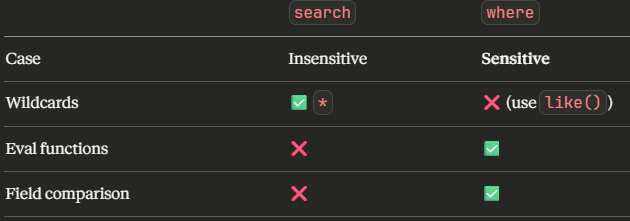 search where
Case Insensitive Sensitive
Wildcards ✅ * ❌ (use like())
Eval functions ❌ ✅
Field comparison ❌ ✅